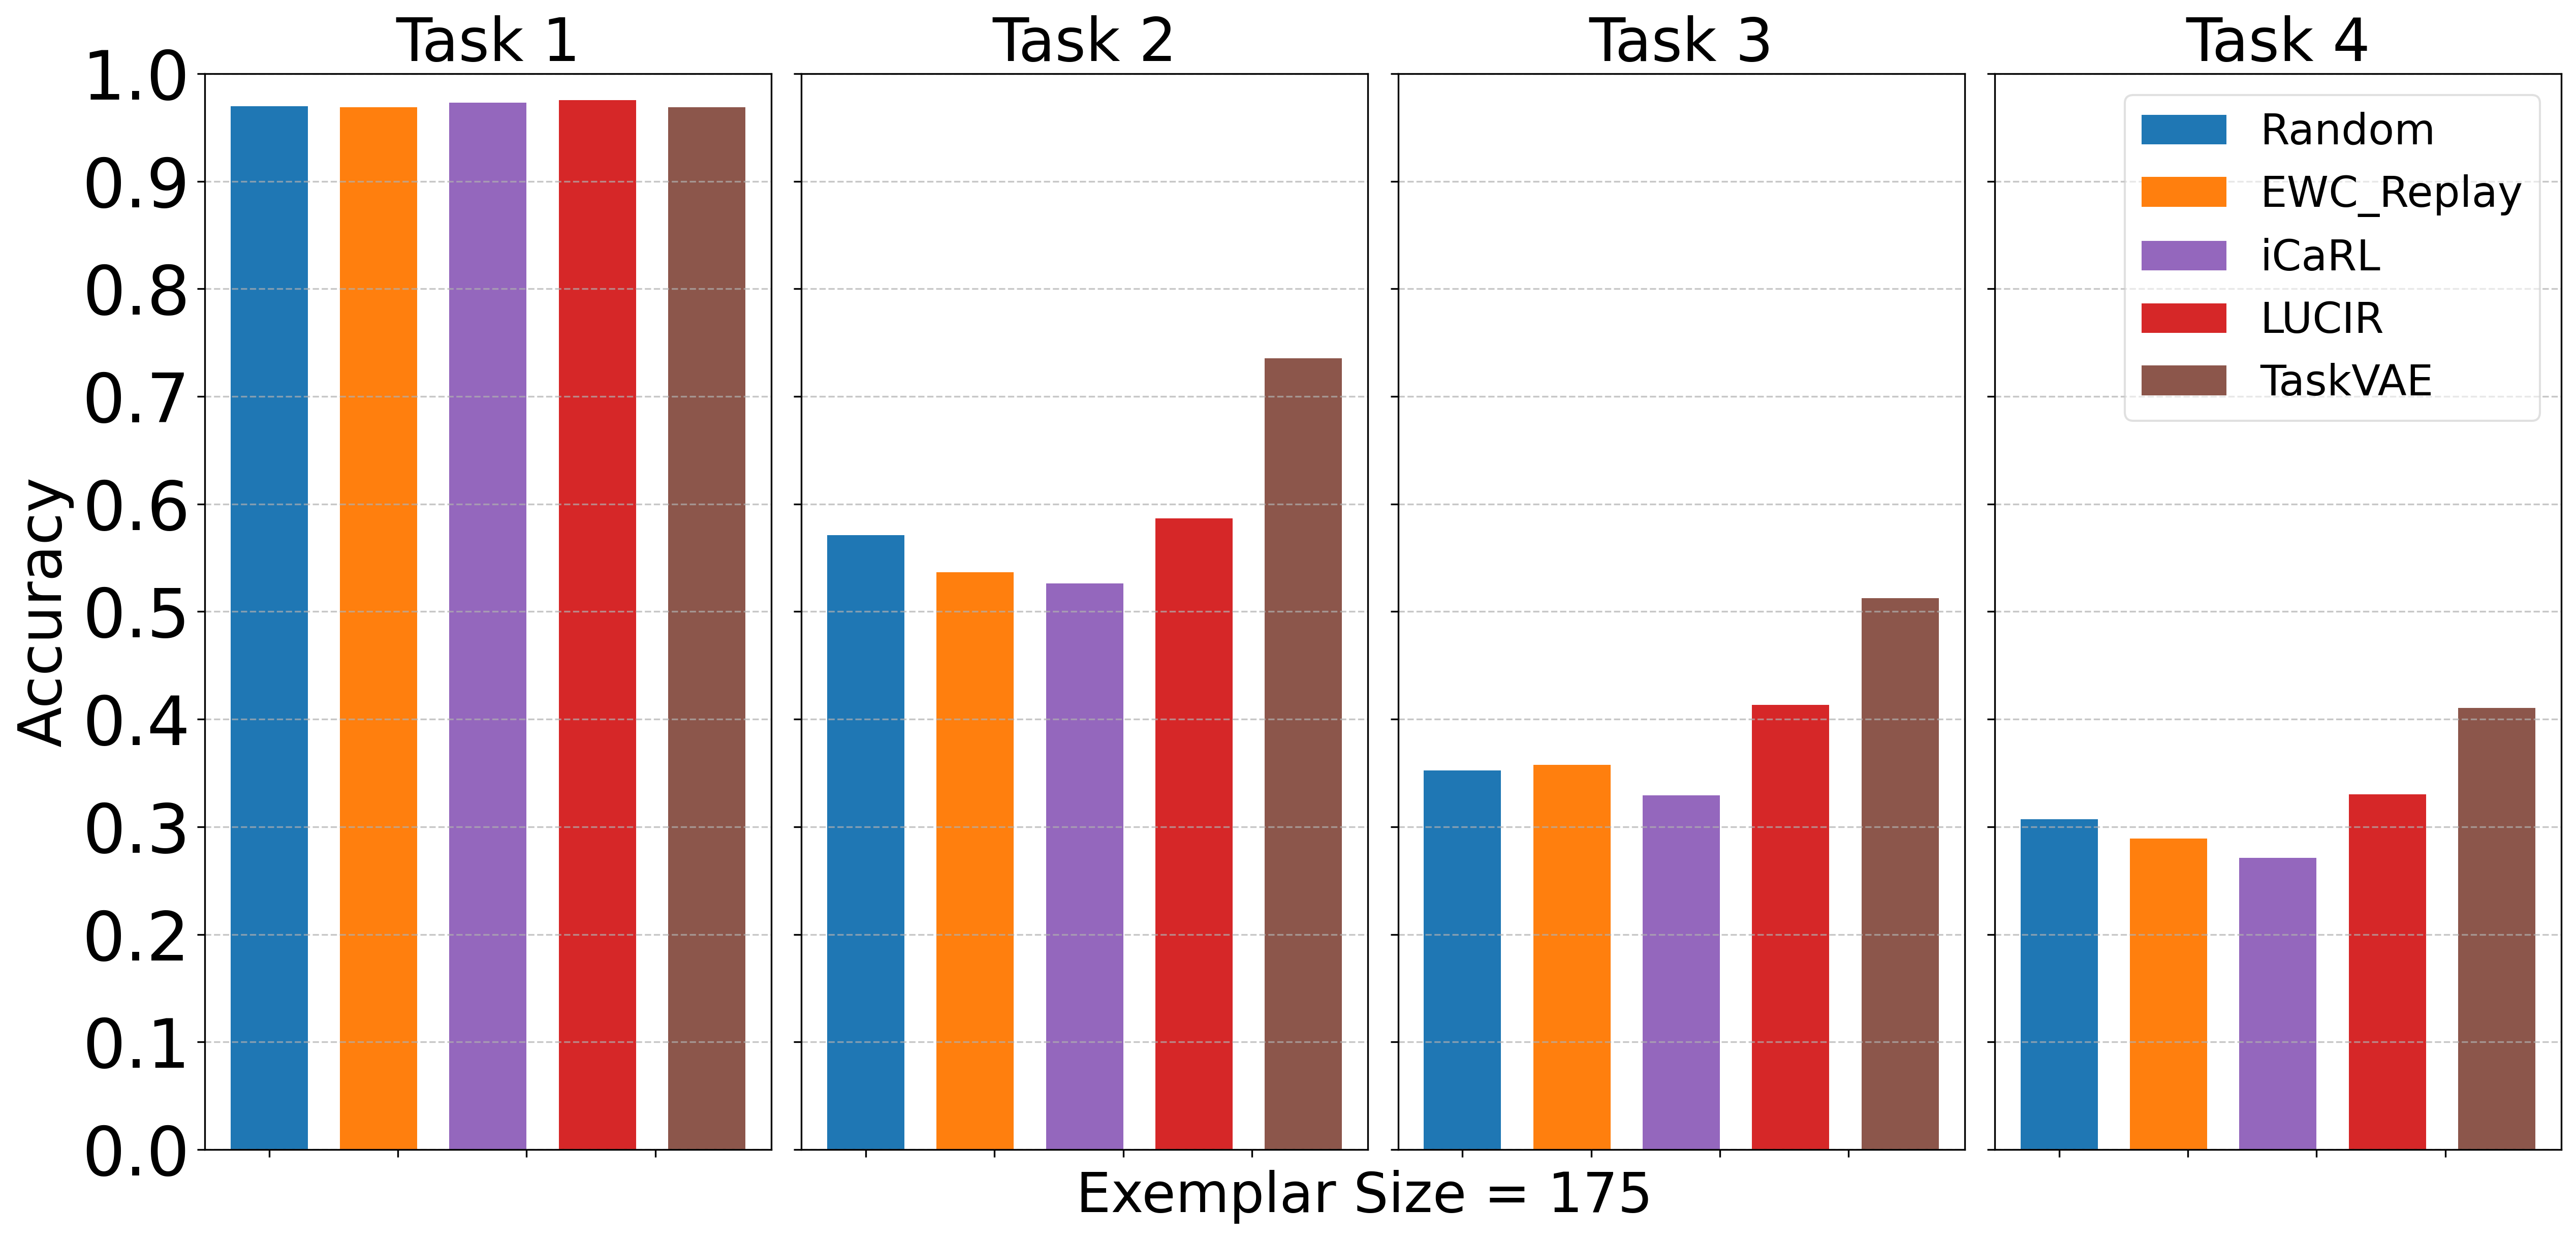 Task 1
Task 2
Task 3
Task 4
1.0
0.9
0.8
0.7
0.6
0.5
0.4
0.3
0.2
0.1
0.0
Accuracy
Random
EWC_Replay
iCaRL
LUCIR
TaskVAE
Exemplar Size = 175